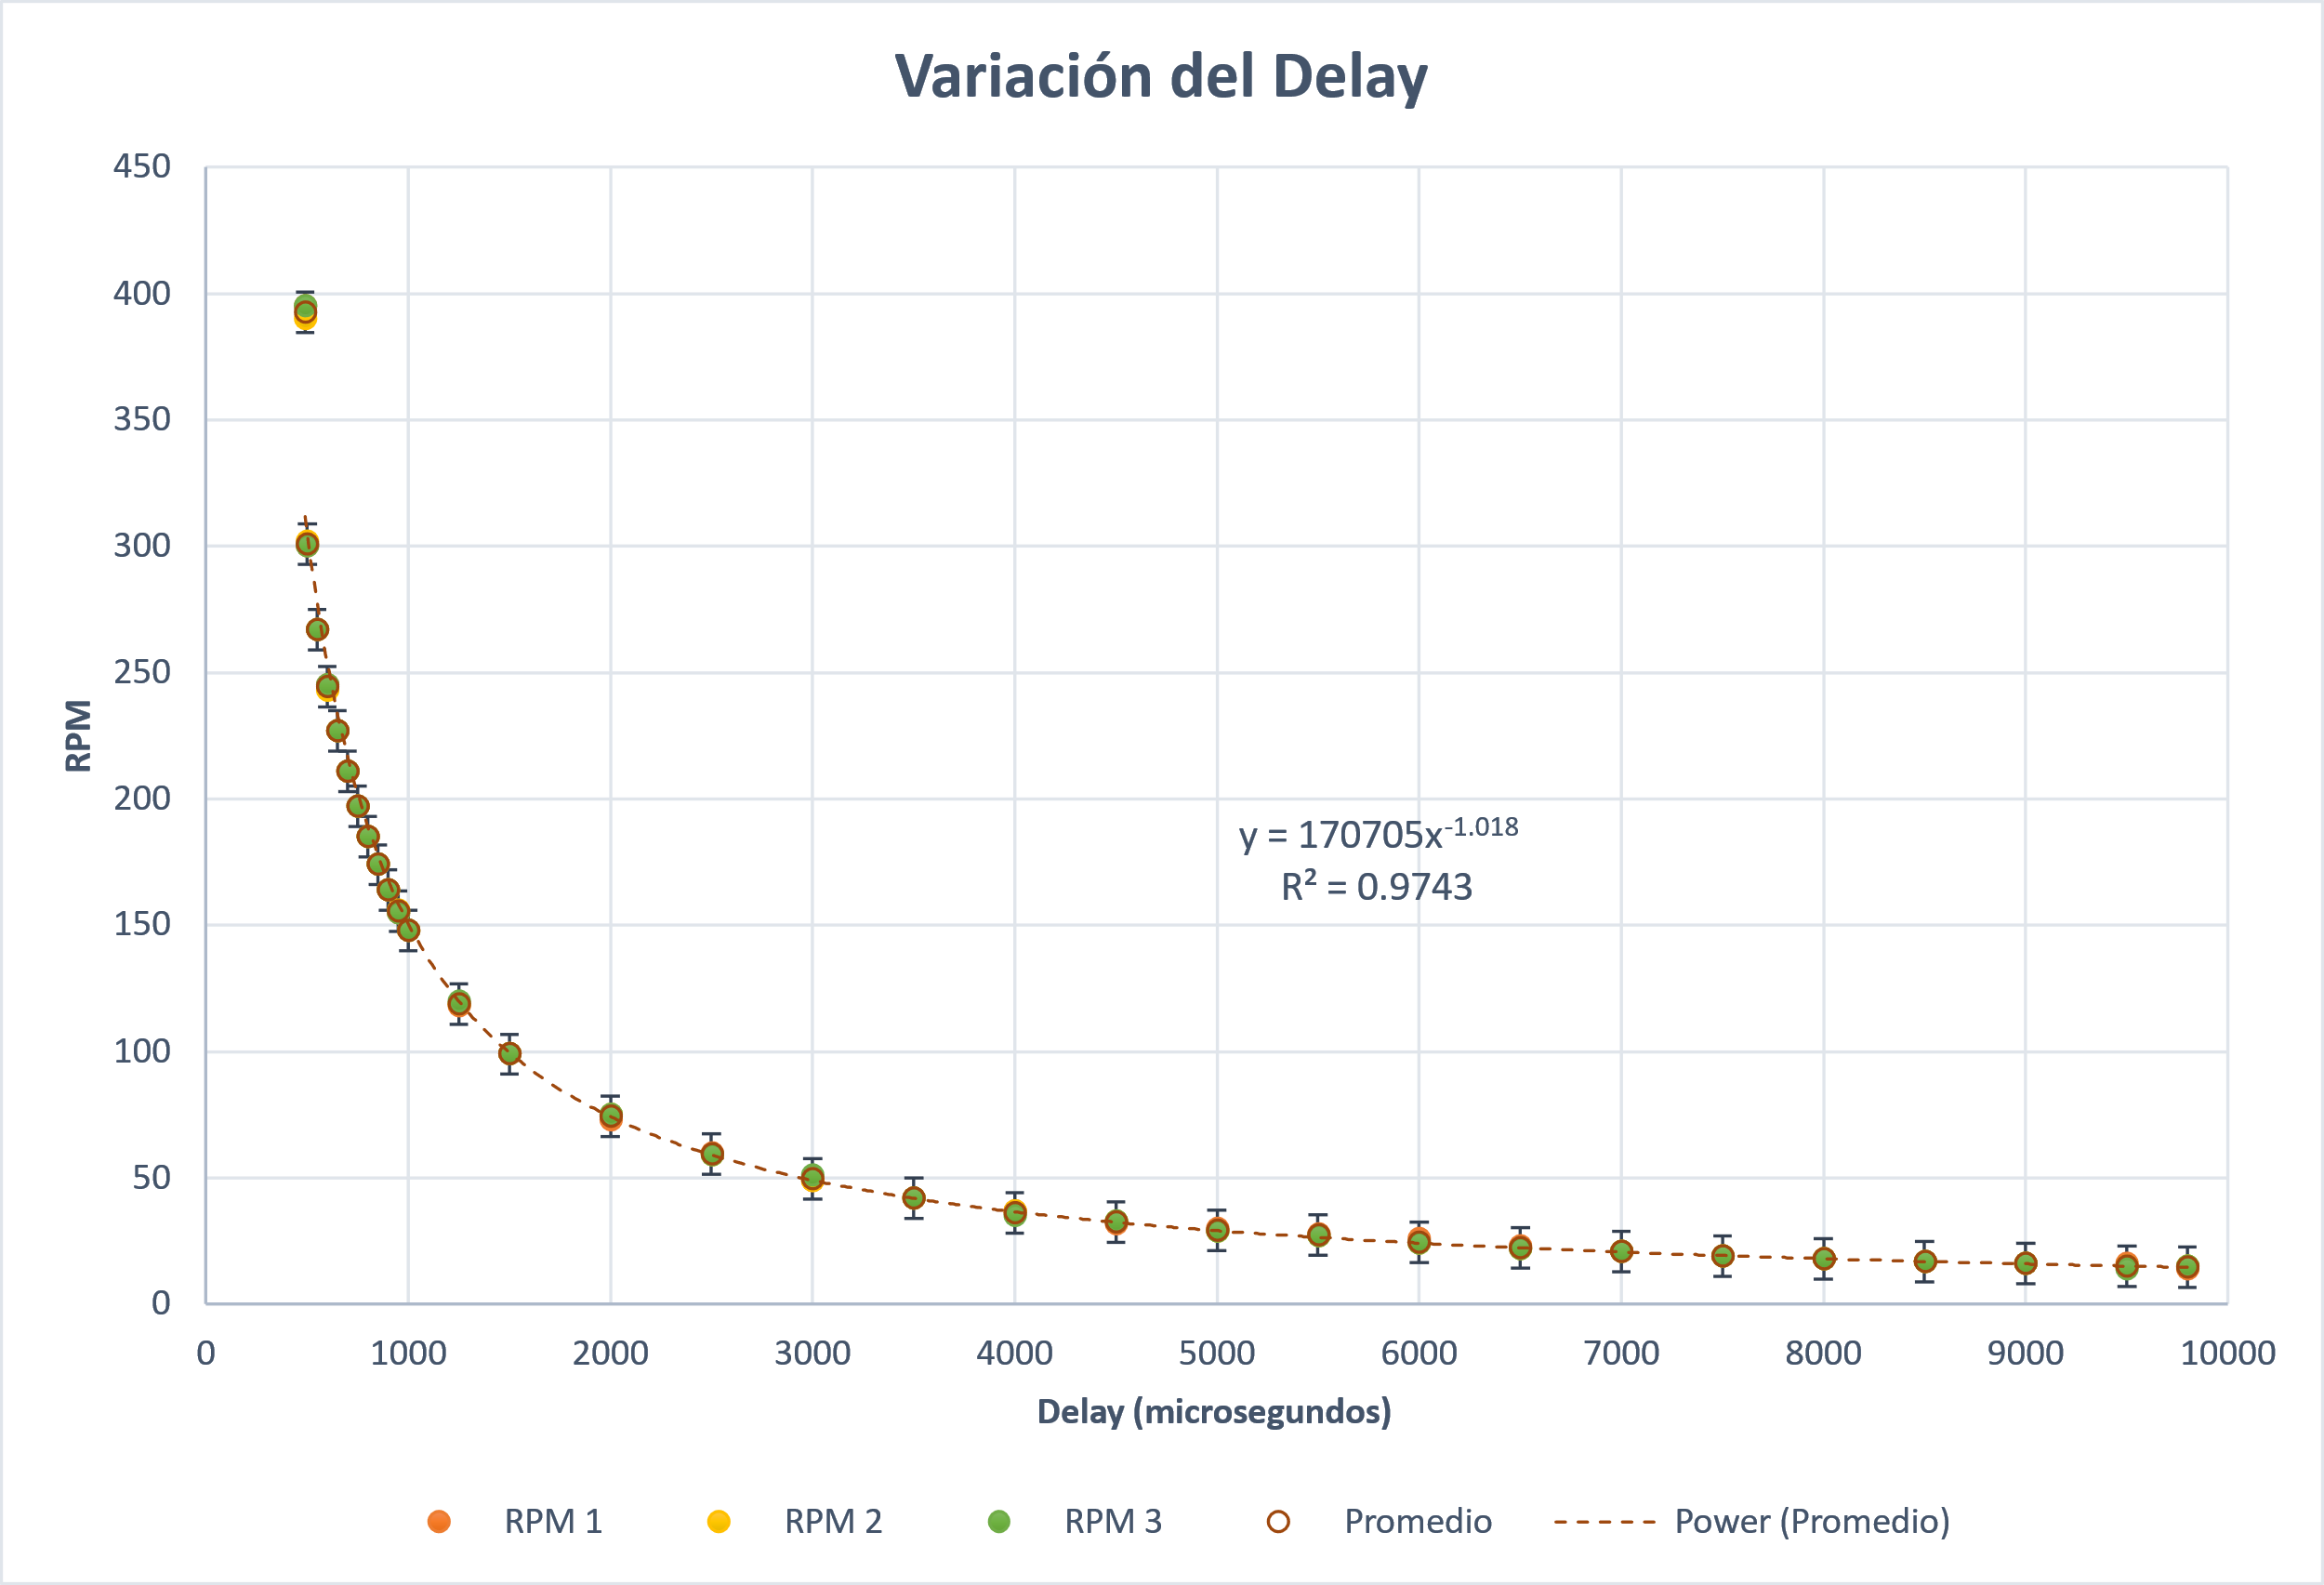 Variación del Delay
450
400
350
300
250
200
150
100
50
0
RPM
y = 170705x^-1.018
R² = 0.9743
0 1000 2000 3000 4000 5000 6000 7000 8000 9000 10000
Delay (microsegundos)
RPM 1 RPM 2 RPM 3 Promedio Power (Promedio)